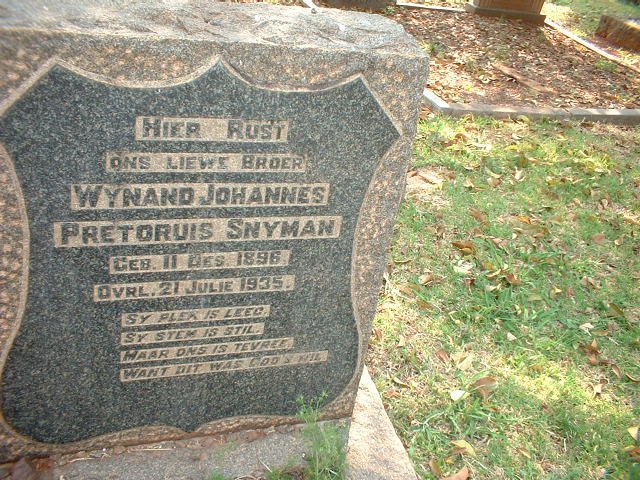 HIER RUST
ONS LIEWE BROER
WYNAND JOHANNES
PRETORUIS SNYMAN
GEB. 11 DES. 1896.
OVRL. 21 JULIE 1935.
SY PLEK IS LEEG.
SY STEM IS STIL.
MAAR ONS IS TEVREE,
WANT DIT WAS GOD'S WIL